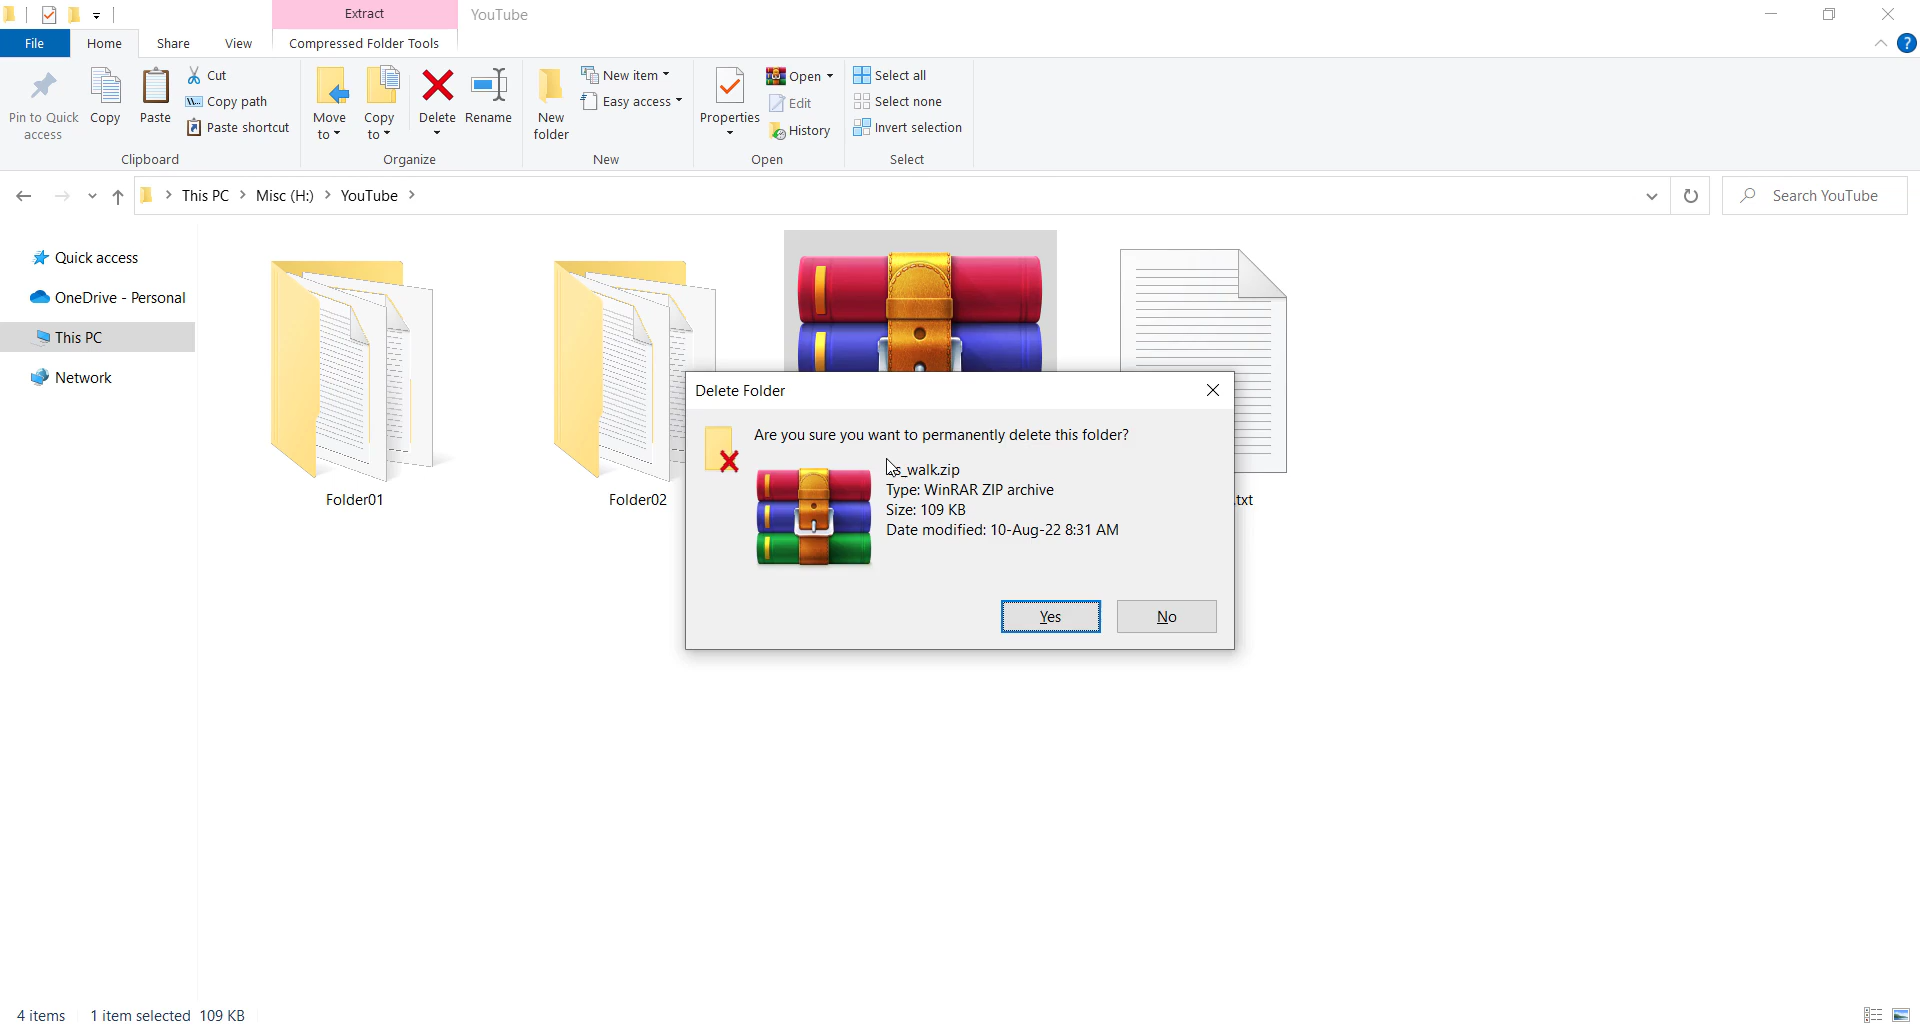 Extract
YouTube
File
Home
Share
View
Compressed Folder Tools
Pin to Quick access
Copy
Paste
Cut
Copy path
Paste shortcut
Clipboard
Move to
Copy to
Delete
Rename
Organize
New folder
New item
Easy access
New
Properties
Open
Edit
History
Open
Select all
Select none
Invert selection
Select
This PC
Misc (H:)
YouTube
Search YouTube
Quick access
OneDrive - Personal
This PC
Network
Folder01
Folder02
.txt
Delete Folder
Are you sure you want to permanently delete this folder?
s_walk.zip
Type: WinRAR ZIP archive
Size: 109 KB
Date modified: 10-Aug-22 8:31 AM
Yes
No
4 items
1 item selected 109 KB